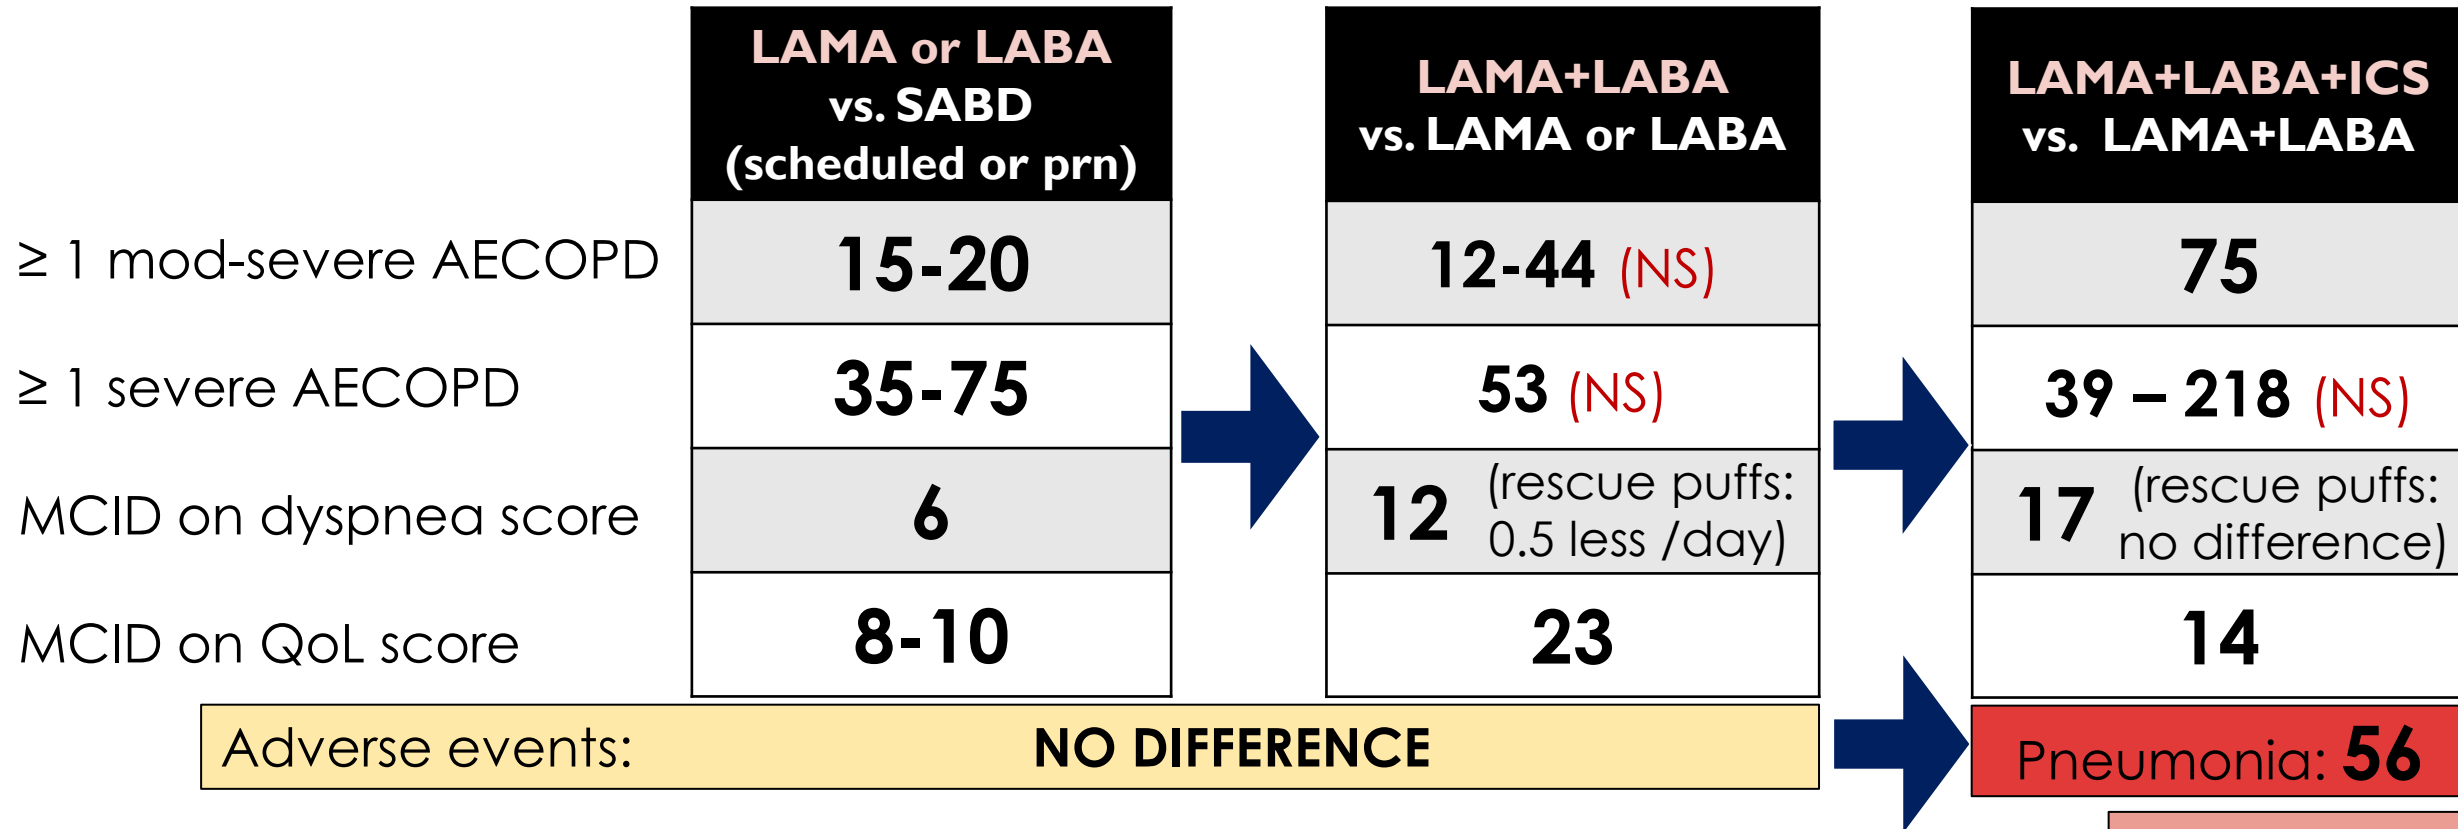 LAMA or LABA
vs. SABD
(scheduled or prn)
LAMA+LABA
vs. LAMA or LABA
LAMA+LABA+ICS
vs. LAMA+LABA
≥ 1 mod-severe AECOPD
15-20
12-44 (NS)
75
≥ 1 severe AECOPD
35-75
53 (NS)
39 – 218 (NS)
MCID on dyspnea score
6
12 (rescue puffs:
0.5 less /day)
17 (rescue puffs:
no difference)
MCID on QoL score
8-10
23
14
Adverse events: NO DIFFERENCE
Pneumonia: 56